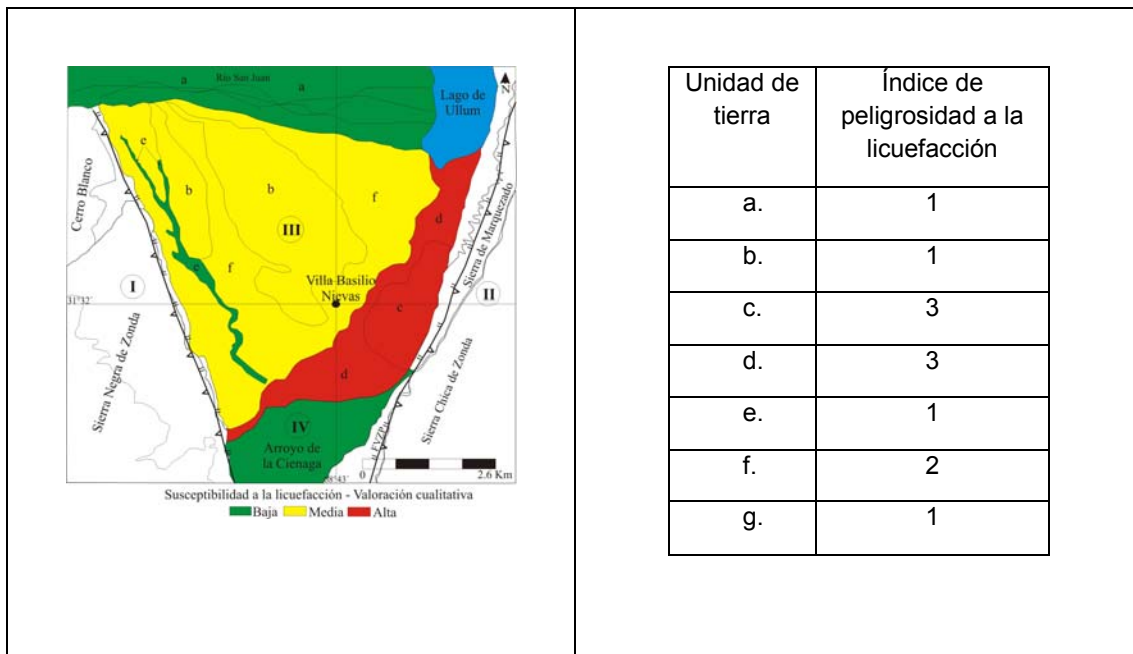 Río San Juan
a
a
N
Lago de
Ullum
e
b
b
f
d
Cerro Blanco
III
Sierra de Marquezado
e
f
Villa Basilio
Nievas
I
II
31°32'
c
Sierra Negra de Zonda
d
Sierra Chica de Zonda
IV
Arroyo de
la Cienaga
FVZP
0
2.6 Km
68°43'
Susceptibilidad a la licuefacción - Valoración cualitativa
Baja Media Alta
Unidad de
tierra
Índice de
peligrosidad a la
licuefacción
a. 1
b. 1
c. 3
d. 3
e. 1
f. 2
g. 1